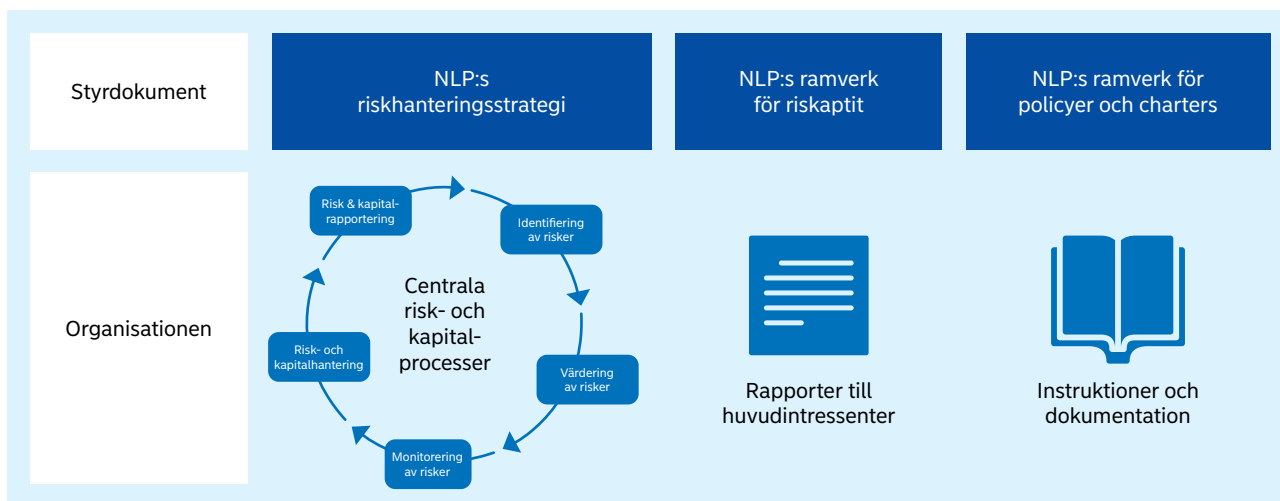 Styrdokument
NLP:s
riskhanteringsstrategi
NLP:s ramverk
för riskaptit
NLP:s ramverk för
policyer och charters
Organisationen
Risk & kapital-
rapportering
Identifiering
av risker
Centrala
risk- och
kapital-
processer
Risk- och
kapitalhantering
Värdering
av risker
Monitorering
av risker
Rapporter till
huvudintressenter
Instruktioner och
dokumentation